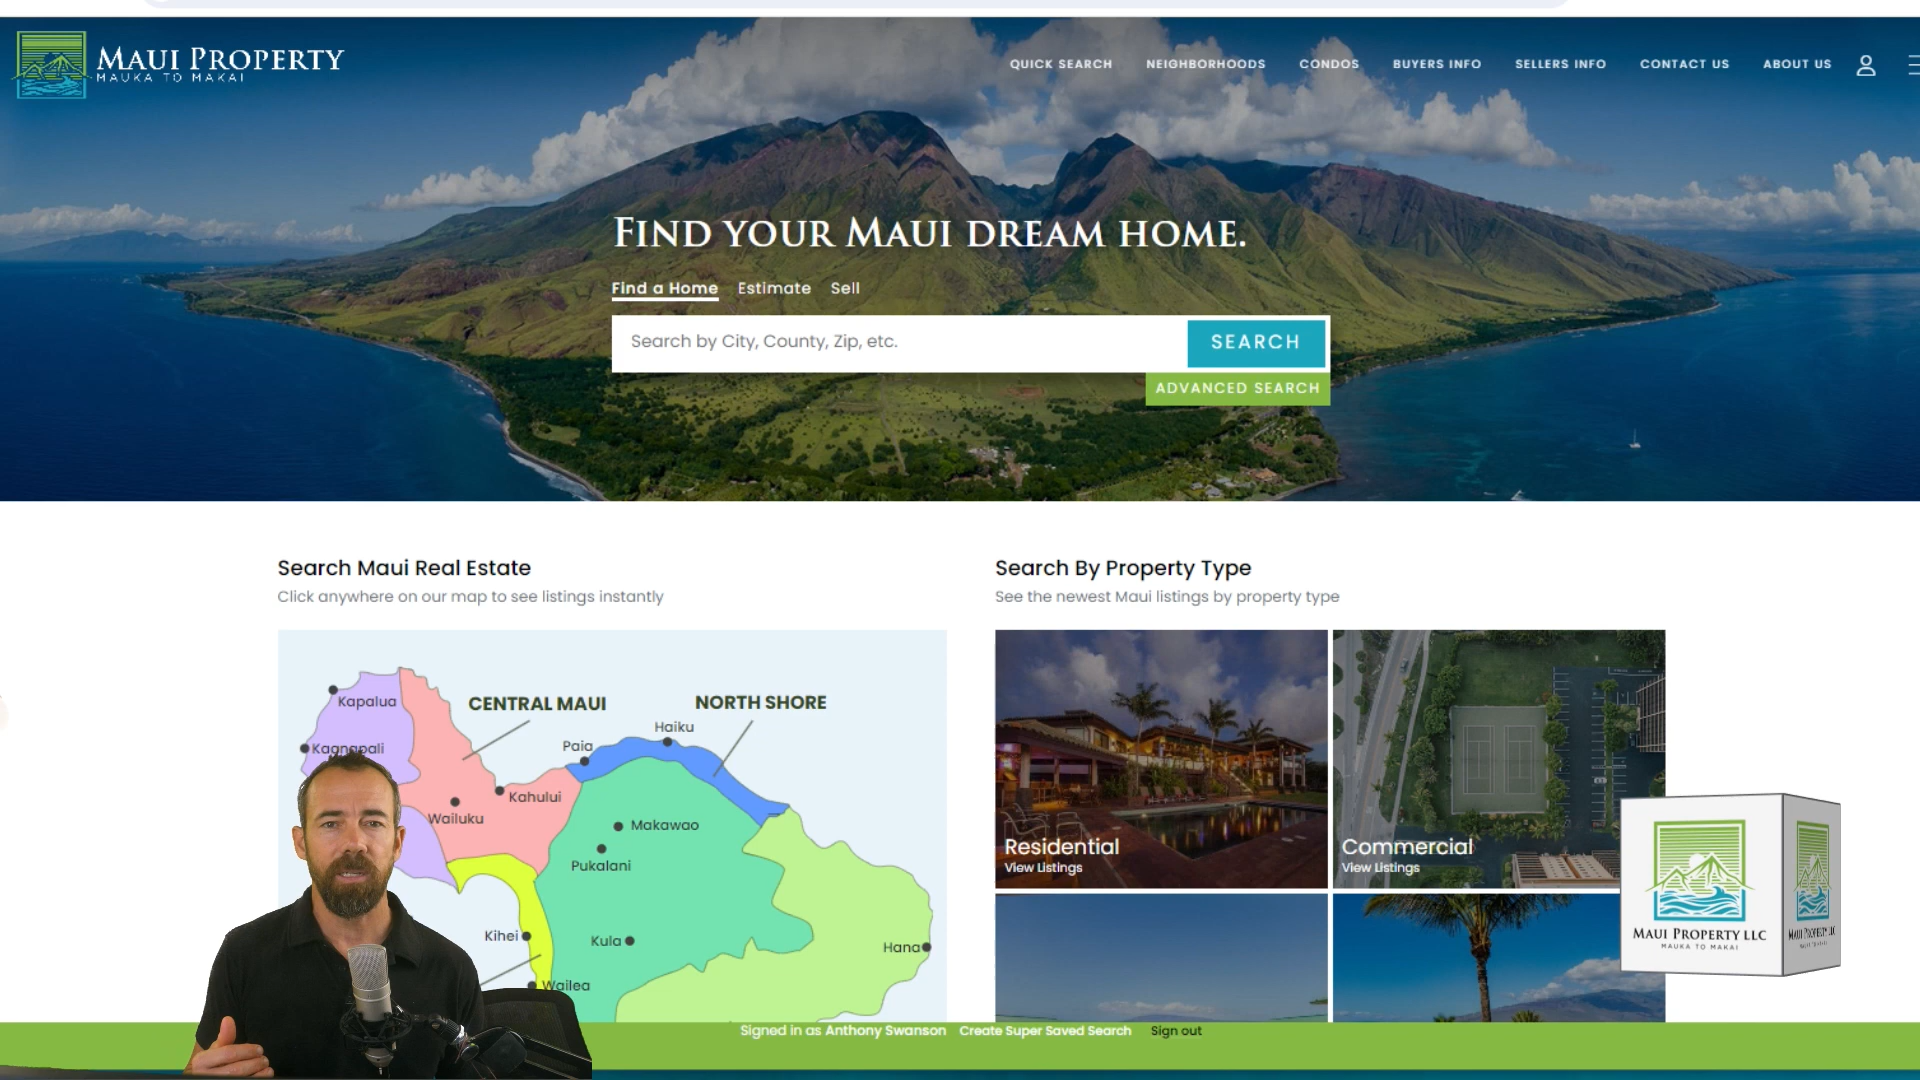 MAUI PROPERTY
MAUKA TO MAKAI
QUICK SEARCH
NEIGHBORHOODS
CONDOS
BUYERS INFO
SELLERS INFO
CONTACT US
ABOUT US
FIND YOUR MAUI DREAM HOME.
Find a Home
Estimate
Sell
Search by City, County, Zip, etc.
SEARCH
ADVANCED SEARCH
Search Maui Real Estate
Click anywhere on our map to see listings instantly
Search By Property Type
See the newest Maui listings by property type
Kapalua
CENTRAL MAUI
NORTH SHORE
Haiku
Paia
Kaanapali
Kahului
Wailuku
Makawao
Pukalani
Kihei
Kula
Hana
Wailea
Residential
View Listings
Commercial
View Listings
MAUI PROPERTY LLC
MAUKA TO MAKAI
MAUI PROPERTY LLC
Signed in as Anthony Swanson
Create Super Saved Search
Sign out